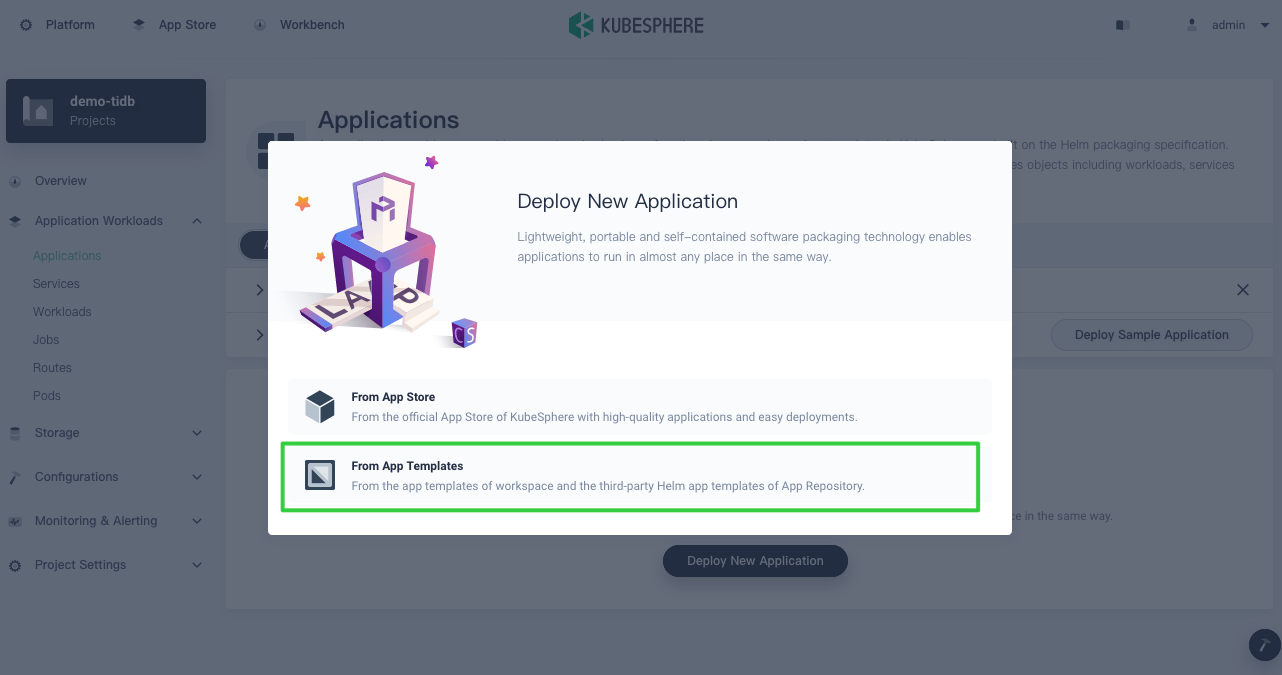 Platform
App Store
Workbench
KUBESPHERE
admin
demo-tidb
Projects
Applications
t on the Helm packaging specification.
es objects including workloads, services
Overview
Application Workloads
Applications
Services
Workloads
Jobs
Routes
Pods
Storage
Configurations
Monitoring & Alerting
Project Settings
LAPP
CS
Deploy New Application
Lightweight, portable and self-contained software packaging technology enables
applications to run in almost any place in the same way.
Deploy Sample Application
From App Store
From the official App Store of KubeSphere with high-quality applications and easy deployments.
From App Templates
From the app templates of workspace and the third-party Helm app templates of App Repository.
ce in the same way.
Deploy New Application